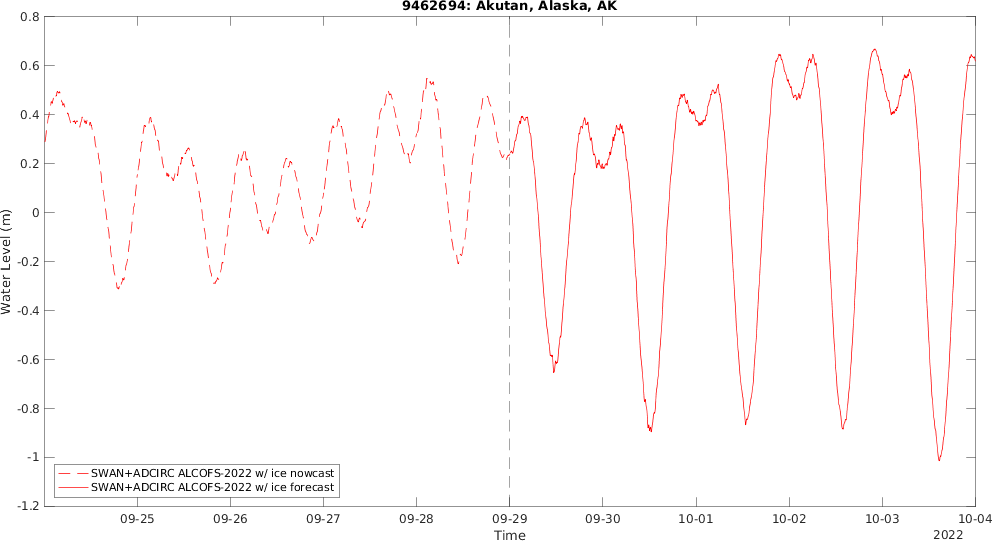 9462694: Akutan, Alaska, AK
0.8
0.6
0.4
0.2
0
-0.2
-0.4
-0.6
-0.8
-1
-1.2
Water Level (m)
SWAN+ADCIRC ALCOFS-2022 w/ ice nowcast
SWAN+ADCIRC ALCOFS-2022 w/ ice forecast
09-25 09-26 09-27 09-28 09-29 09-30 10-01 10-02 10-03 10-04
Time
2022